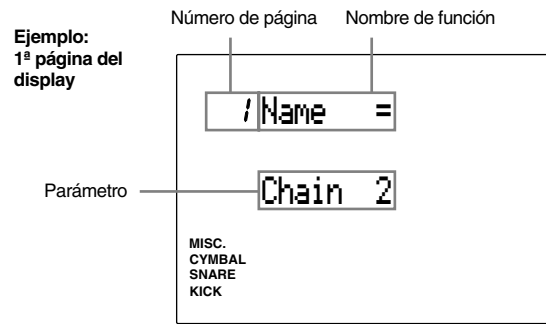 Número de página
Nombre de función
Ejemplo:
1ª página del
display
1 Name =
Parámetro
Chain 2
MISC.
CYMBAL
SNARE
KICK